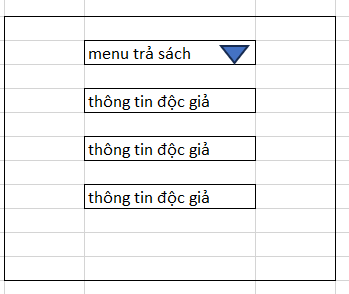 menu trả sách
thông tin độc giả
thông tin độc giả
thông tin độc giả